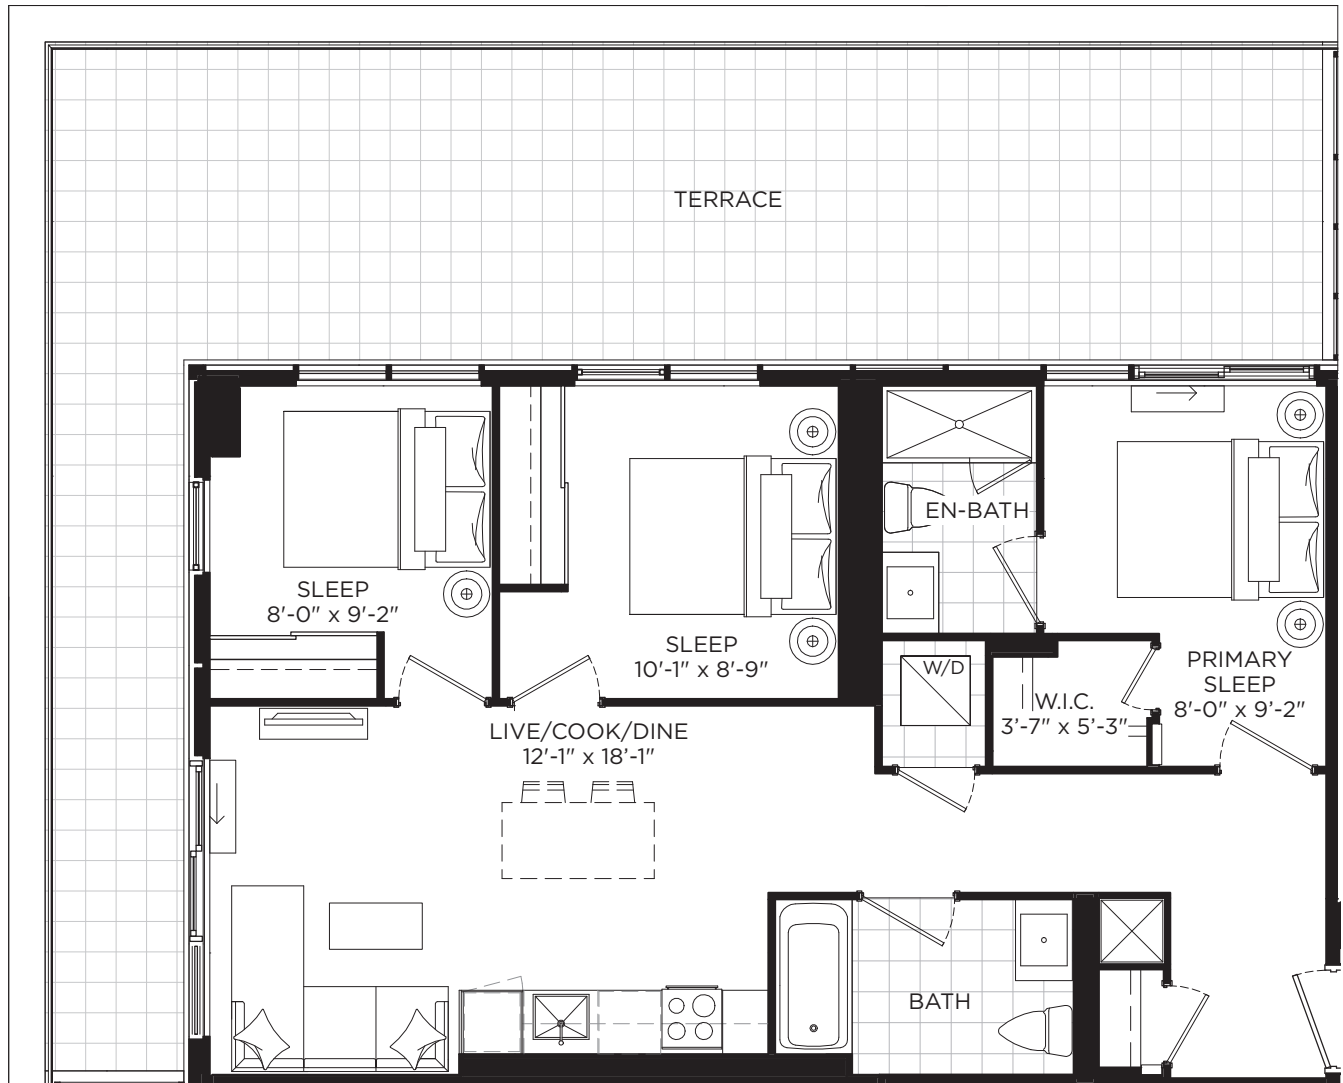 TERRACE
EN-BATH
SLEEP
8'-0" x 9'-2"
SLEEP
10'-1" x 8'-9"
W/D
PRIMARY
SLEEP
8'-0" x 9'-2"
W.I.C.
3'-7" x 5'-3"
LIVE/COOK/DINE
12'-1" x 18'-1"
BATH